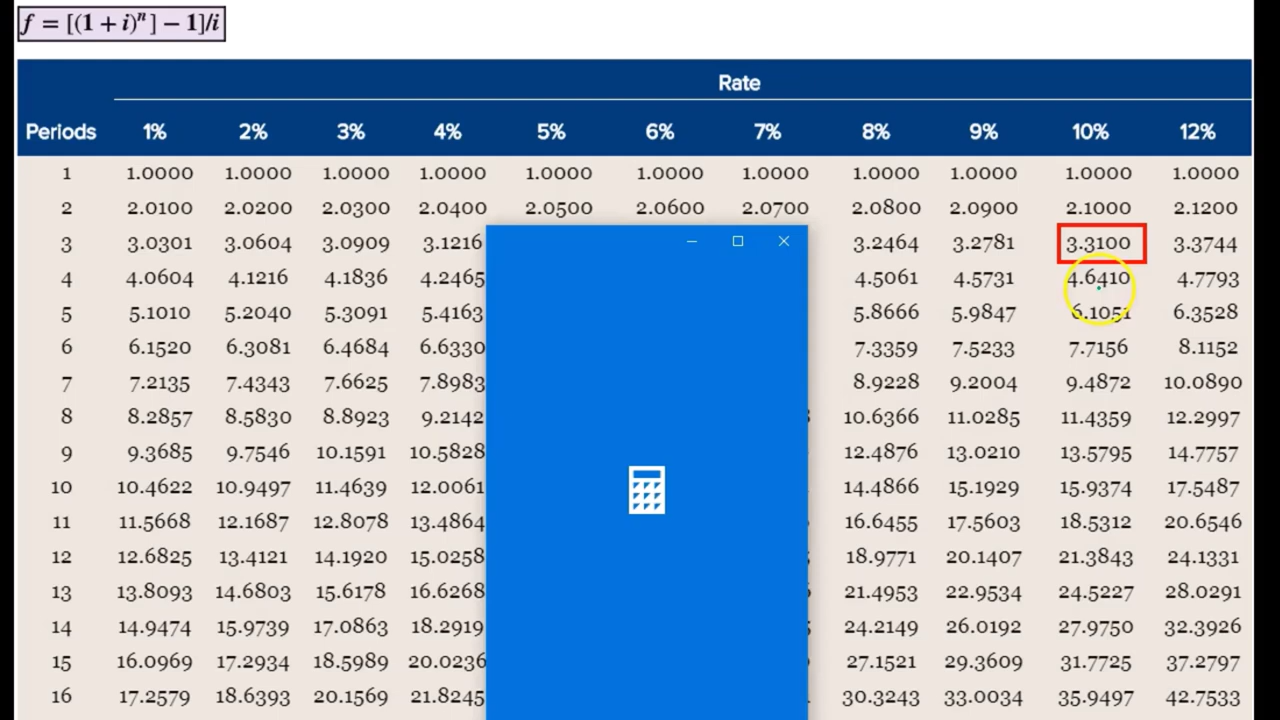 f = [(1 + i)ⁿ] − 1]/i
Rate
Periods 1% 2% 3% 4% 5% 6% 7% 8% 9% 10% 12%
1 1.0000 1.0000 1.0000 1.0000 1.0000 1.0000 1.0000 1.0000 1.0000 1.0000 1.0000
2 2.0100 2.0200 2.0300 2.0400 2.0500 2.0600 2.0700 2.0800 2.0900 2.1000 2.1200
3 3.0301 3.0604 3.0909 3.1216 3.2464 3.2781 3.3100 3.3744
4 4.0604 4.1216 4.1836 4.2465 4.5061 4.5731 4.6410 4.7793
5 5.1010 5.2040 5.3091 5.4163 5.8666 5.9847 6.1051 6.3528
6 6.1520 6.3081 6.4684 6.6330 7.3359 7.5233 7.7156 8.1152
7 7.2135 7.4343 7.6625 7.8983 8.9228 9.2004 9.4872 10.0890
8 8.2857 8.5830 8.8923 9.2142 10.6366 11.0285 11.4359 12.2997
9 9.3685 9.7546 10.1591 10.5828 12.4876 13.0210 13.5795 14.7757
10 10.4622 10.9497 11.4639 12.0061 14.4866 15.1929 15.9374 17.5487
11 11.5668 12.1687 12.8078 13.4864 16.6455 17.5603 18.5312 20.6546
12 12.6825 13.4121 14.1920 15.0258 18.9771 20.1407 21.3843 24.1331
13 13.8093 14.6803 15.6178 16.6268 21.4953 22.9534 24.5227 28.0291
14 14.9474 15.9739 17.0863 18.2919 24.2149 26.0192 27.9750 32.3926
15 16.0969 17.2934 18.5989 20.0236 27.1521 29.3609 31.7725 37.2797
16 17.2579 18.6393 20.1569 21.8245 30.3243 33.0034 35.9497 42.7533